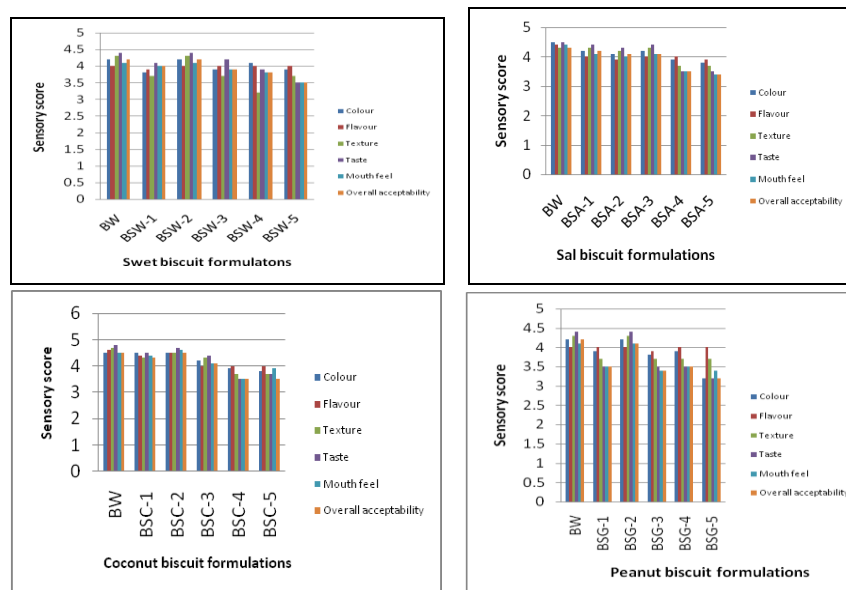 5
4.5
4
3.5
3
2.5
2
1.5
1
0.5
0
Sensory score
BW
BSW-1
BSW-2
BSW-3
BSW-4
BSW-5
Swet biscuit formulatons
Colour
Flavour
Texture
Taste
Mouth feel
Overall acceptability
5
4
3
2
1
0
Sensory score
BW
BSA-1
BSA-2
BSA-3
BSA-4
BSA-5
Sal biscuit formulations
Colour
Flavour
Texture
Taste
Mouth feel
Overall acceptability
6
5
4
3
2
1
0
Sensory score
BW
BSC-1
BSC-2
BSC-3
BSC-4
BSC-5
Coconut biscuit formulations
Colour
Flavour
Texture
Taste
Mouth feel
Overall acceptability
5
4.5
4
3.5
3
2.5
2
1.5
1
0.5
0
Sensory score
BW
BSG-1
BSG-2
BSG-3
BSG-4
BSG-5
Peanut biscuit formulations
Colour
Flavour
Texture
Taste
Mouth feel
Overall acceptability